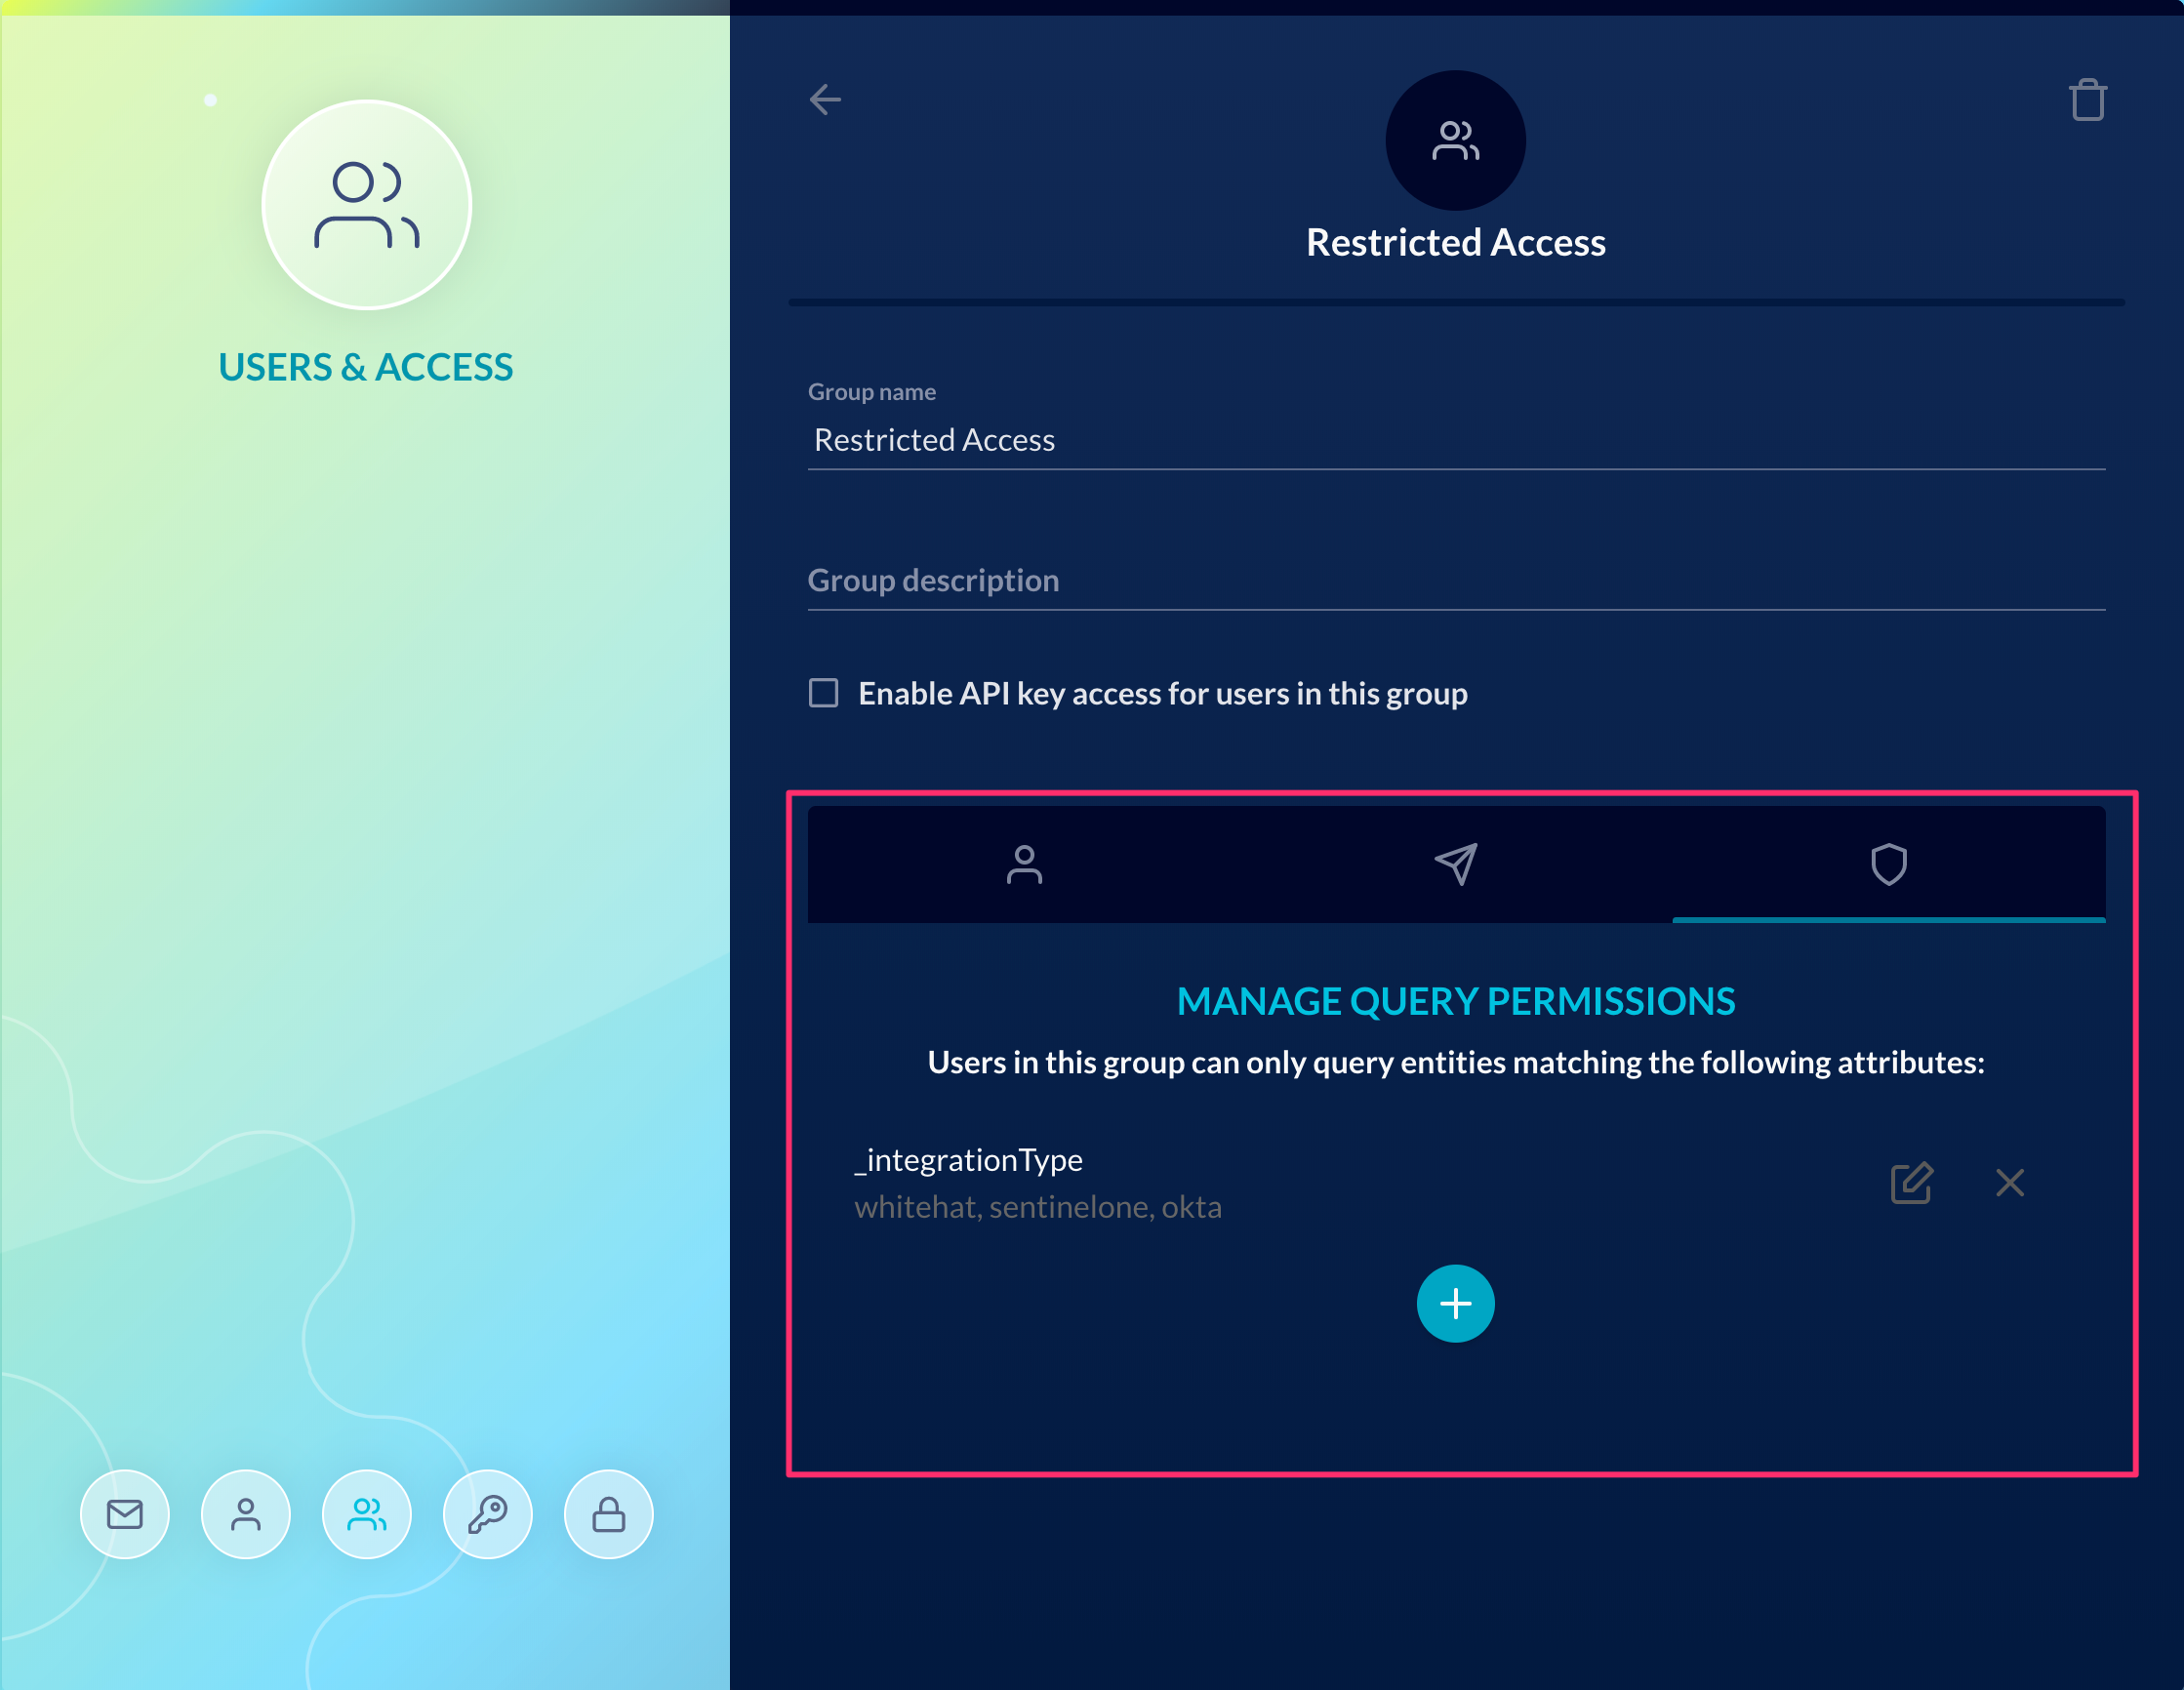 USERS & ACCESS
Restricted Access
Group name
Restricted Access
Group description
Enable API key access for users in this group
MANAGE QUERY PERMISSIONS
Users in this group can only query entities matching the following attributes:
_integrationType
whitehat, sentinelone, okta